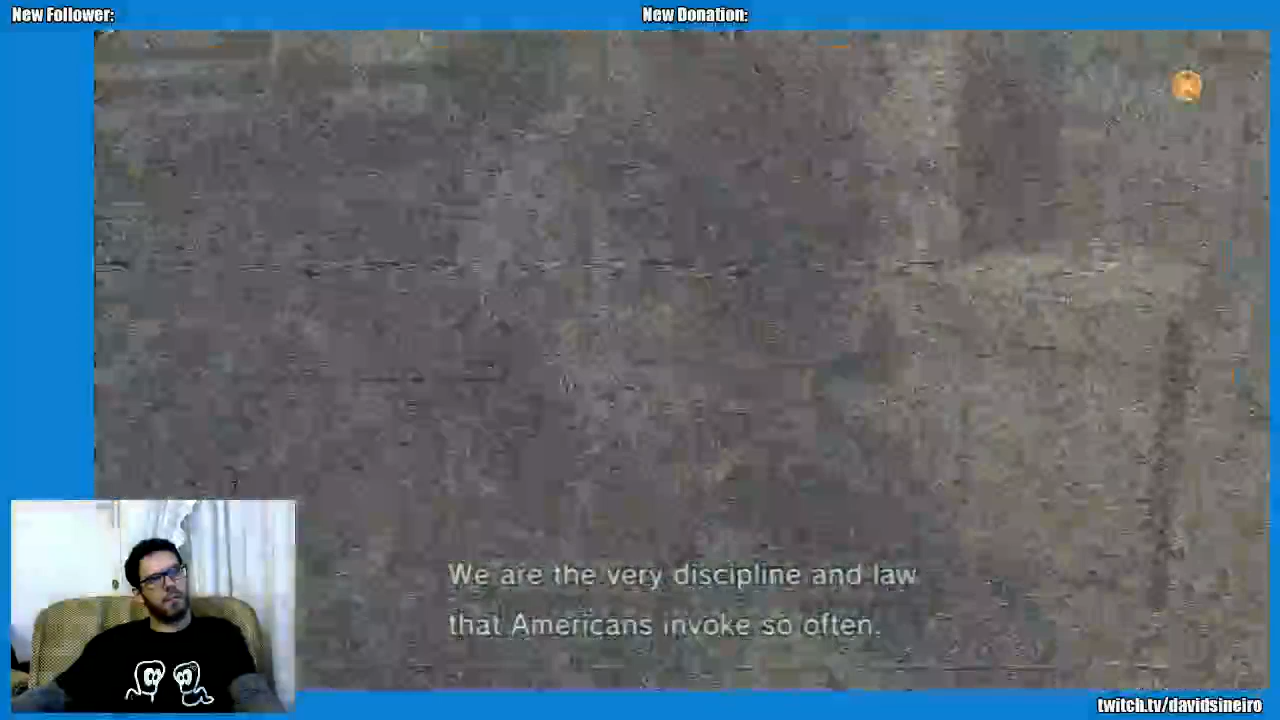 New Follower:
New Donation:
We are the very discipline and law
that Americans invoke so often.
twitch.tv/davidsineiro